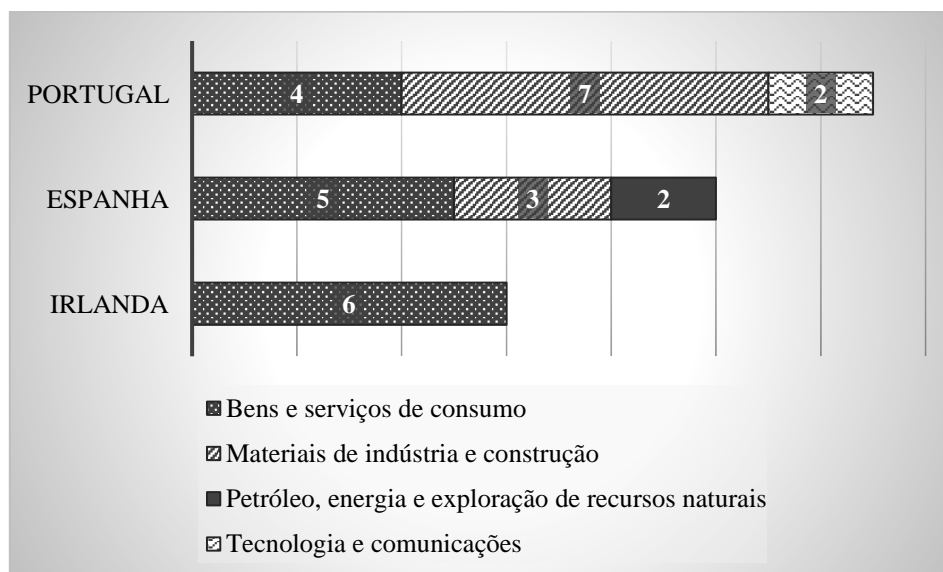 PORTUGAL 4 7 2
ESPANHA 5 3 2
IRLANDA 6
Bens e serviços de consumo
Materiais de indústria e construção
Petróleo, energia e exploração de recursos naturais
Tecnologia e comunicações